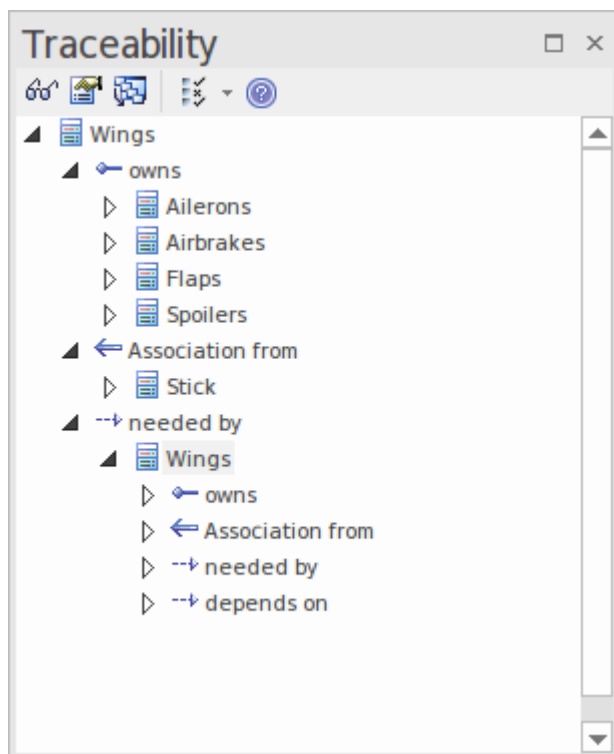 Traceability
Wings
owns
Ailerons
Airbrakes
Flaps
Spoilers
Association from
Stick
needed by
Wings
owns
Association from
needed by
depends on